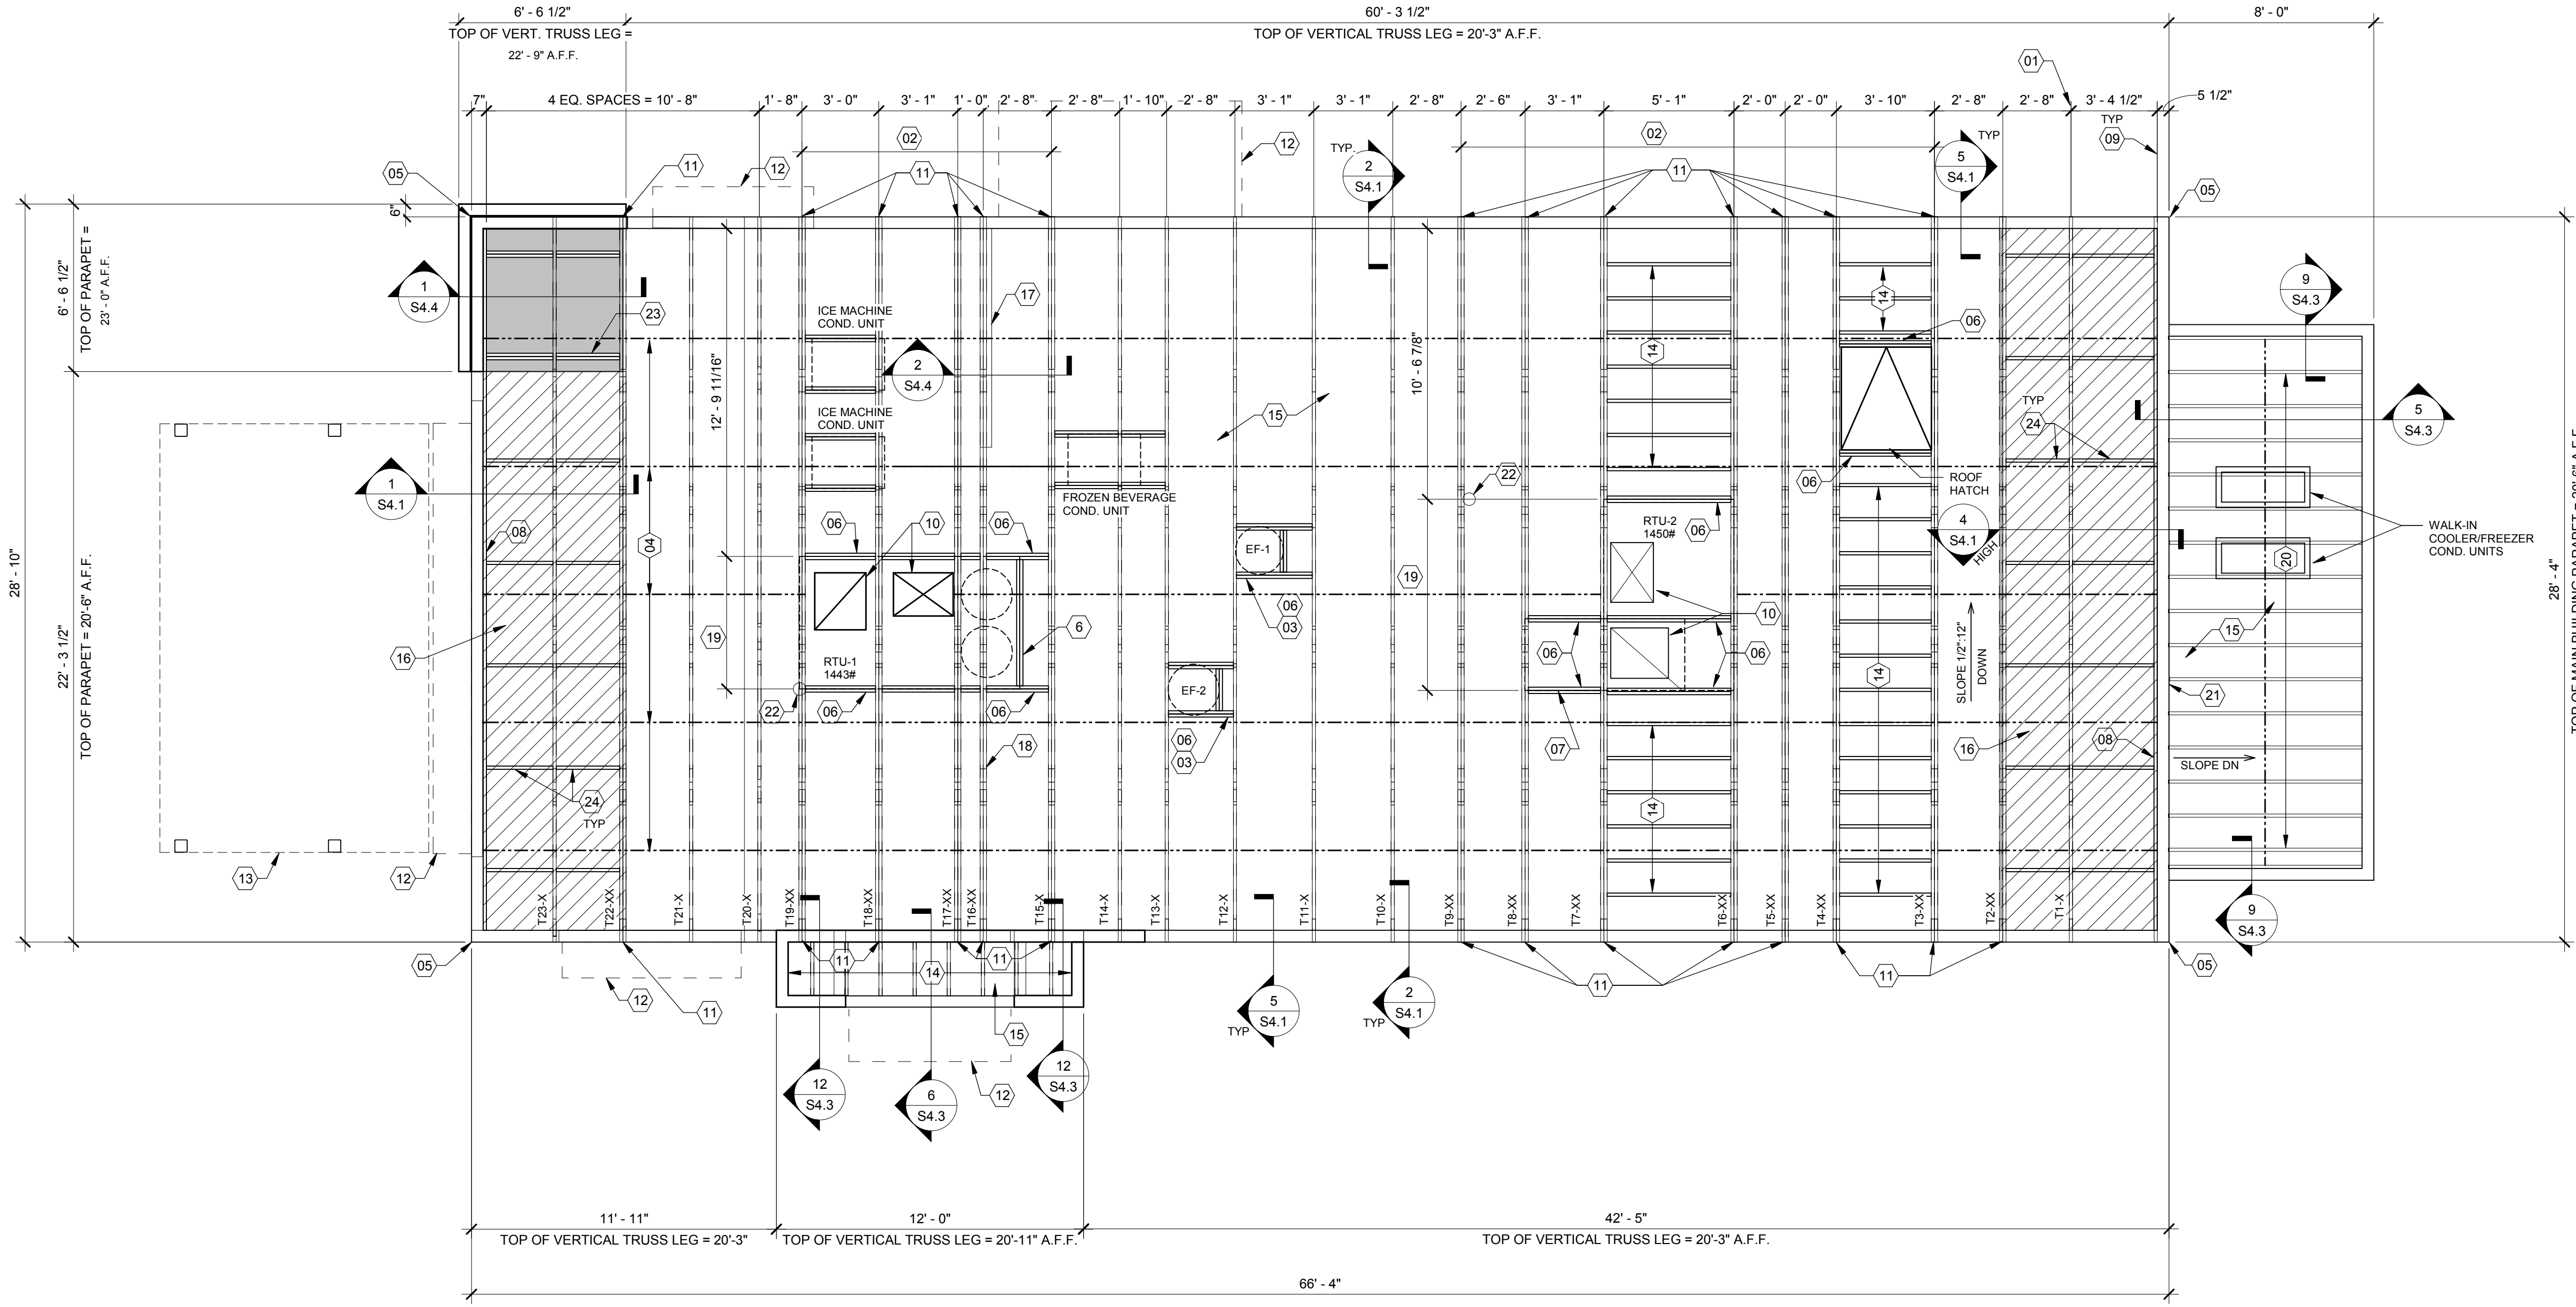 6' - 6 1/2"
60' - 3 1/2"
8' - 0"
TOP OF VERT. TRUSS LEG =
22' - 9" A.F.F.
TOP OF VERTICAL TRUSS LEG = 20'-3" A.F.F.
01
7"
4 EQ. SPACES = 10' - 8"
1' - 8"
3' - 0"
3' - 1"
1' - 0"
2' - 8"
2' - 8"
1' - 10"
2' - 8"
3' - 1"
3' - 1"
2' - 8"
2' - 6"
3' - 1"
5' - 1"
2' - 0"
2' - 0"
3' - 10"
2' - 8"
2' - 8"
3' - 4 1/2"
5 1/2"
TYP
09
02
02
12
TYP.
2
S4.1
5
S4.1
TYP
05
11
12
11
11
05
6"
6' - 6 1/2"
TOP OF PARAPET =
23' - 0" A.F.F.
1
S4.4
23
ICE MACHINE
COND. UNIT
17
2
S4.4
14
14
06
9
S4.3
12' - 9 11/16"
10' - 6 7/8"
ICE MACHINE
COND. UNIT
15
TYP
24
5
S4.3
1
S4.1
FROZEN BEVERAGE
COND. UNIT
22
06
ROOF
HATCH
08
04
06
10
06
EF-1
RTU-2
1450#
06
4
S4.1
HIGH
WALK-IN
COOLER/FREEZER
COND. UNITS
20
28' - 10"
22' - 3 1/2"
TOP OF PARAPET = 20'-6" A.F.F.
28' - 4"
TOP OF MAIN BUILDING PARAPET = 20'-6" A.F.F.
19
19
06
03
10
6
15
16
RTU-1
1443#
06
06
14
SLOPE 1/2":12"
DOWN
EF-2
22
06
06
21
06
03
18
07
16
08
SLOPE DN
24
TYP
14
13
12
T23-X
T22-XX
T21-X
T20-X
T19-XX
T18-XX
T17-XX
T16-XX
T15-X
T14-X
T13-X
T12-X
T11-X
T10-X
T9-XX
T8-XX
T7-XX
T6-XX
T5-XX
T4-XX
T3-XX
T2-XX
T1-X
9
S4.3
05
11
11
14
11
11
05
12
11
15
5
S4.1
TYP
2
S4.1
TYP
12
S4.3
6
S4.3
12
12
S4.3
11' - 11"
12' - 0"
42' - 5"
TOP OF VERTICAL TRUSS LEG = 20'-3"
TOP OF VERTICAL TRUSS LEG = 20'-11" A.F.F.
TOP OF VERTICAL TRUSS LEG = 20'-3" A.F.F.
66' - 4"